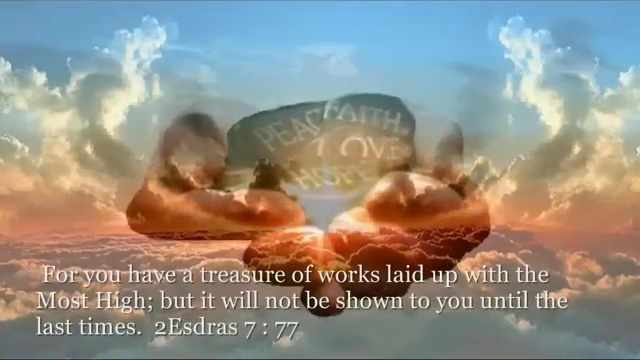 PEACE FAITH
LOVE
HOPE
For you have a treasure of works laid up with the
Most High; but it will not be shown to you until the
last times. 2Esdras 7 : 77